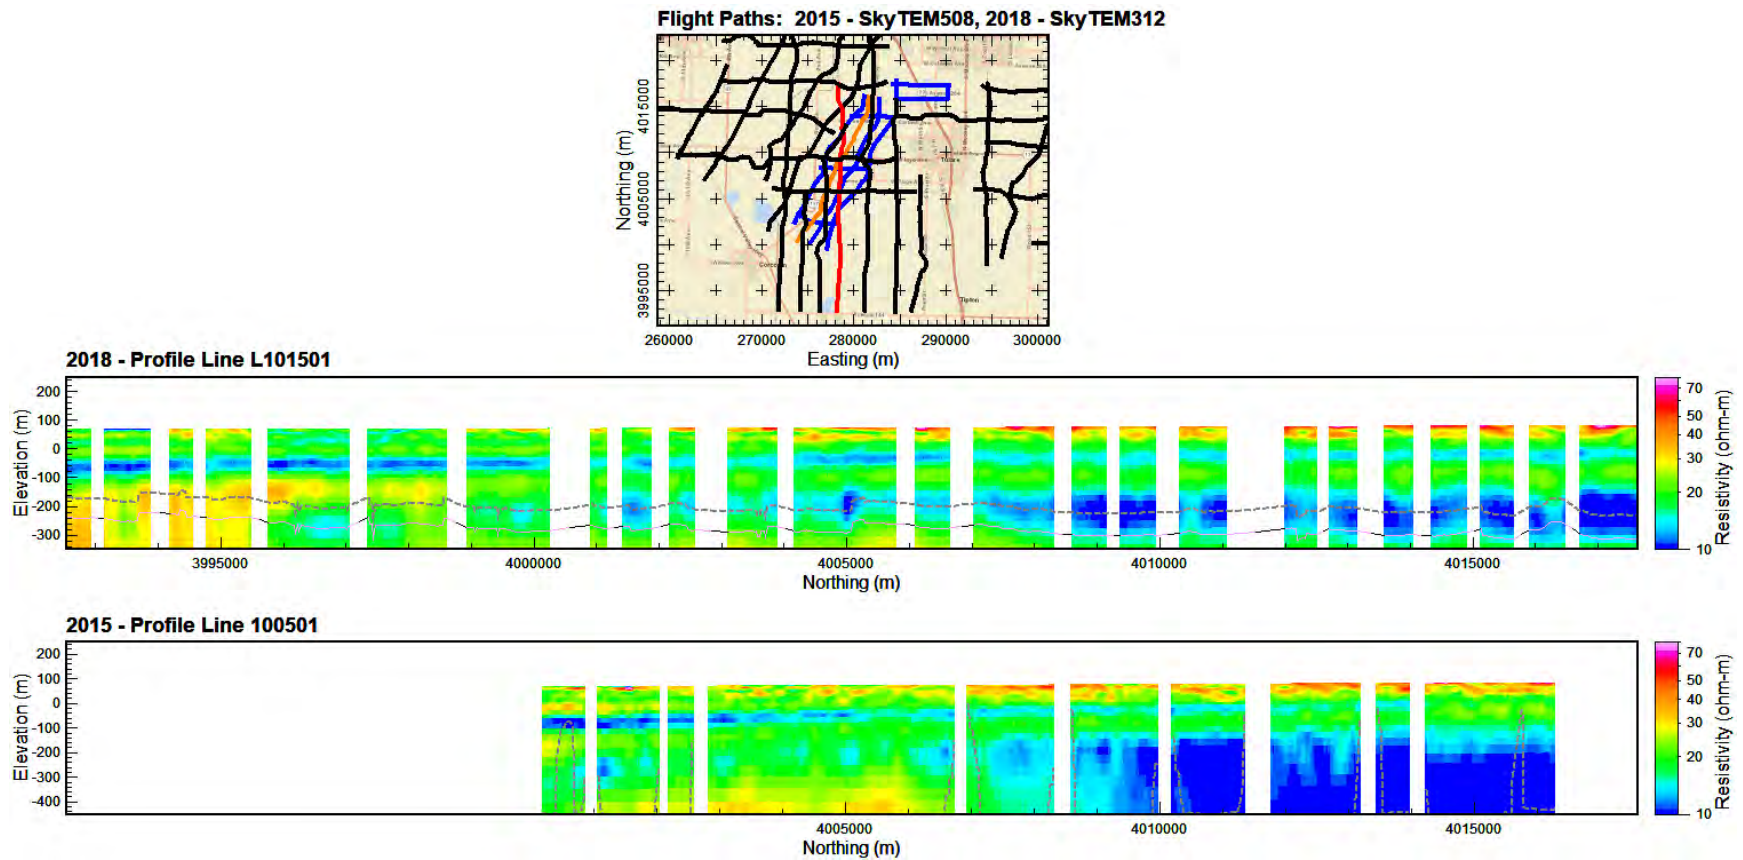 Flight Paths: 2015 - SkyTEM508, 2018 - SkyTEM312
Northing (m)
4015000
4005000
3995000
Corcoran
Tulare
Tipton
260000 270000 280000 290000 300000
Easting (m)
2018 - Profile Line L101501
Elevation (m)
200
100
0
-100
-200
-300
3995000 4000000 4005000 4010000 4015000
Northing (m)
70
50
40
30
20
10
Resistivity (ohm-m)
2015 - Profile Line 100501
Elevation (m)
200
100
0
-100
-200
-300
-400
4005000 4010000 4015000
Northing (m)
70
50
40
30
20
10
Resistivity (ohm-m)